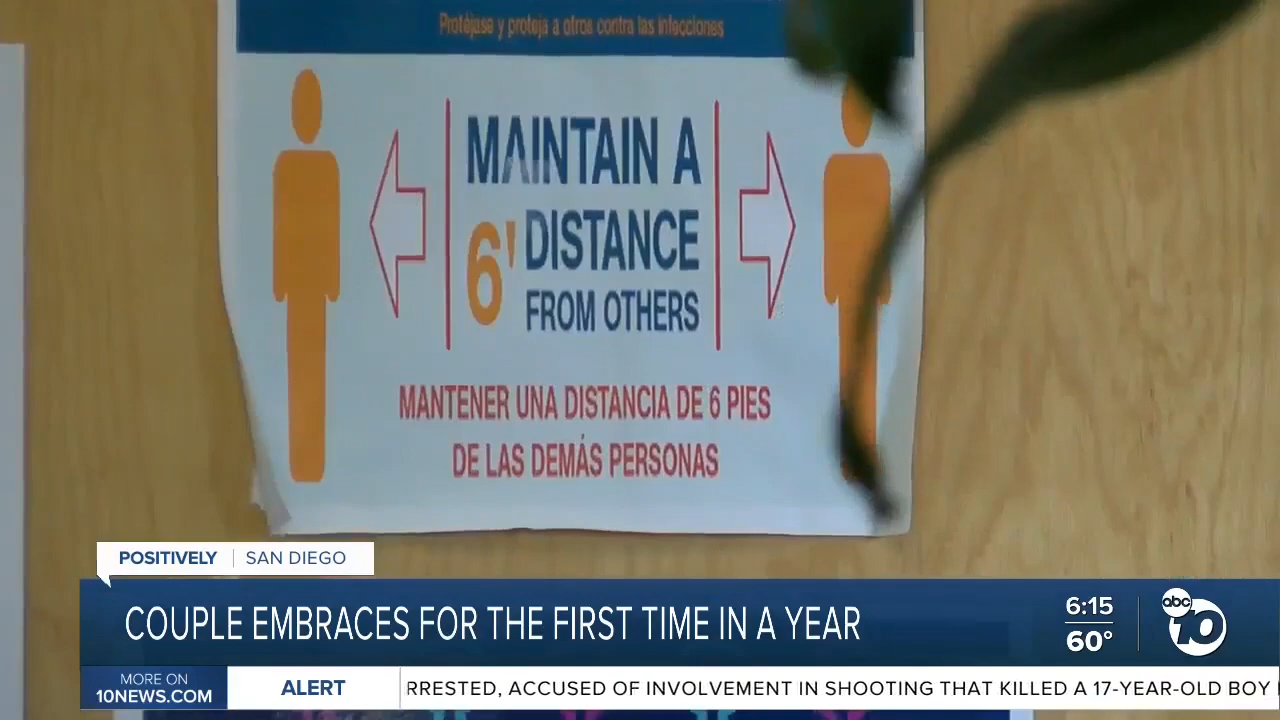 Protéjase y proteja a otros contra las infecciones
MAINTAIN A
6' DISTANCE
FROM OTHERS
MANTENER UNA DISTANCIA DE 6 PIES
DE LAS DEMÁS PERSONAS
POSITIVELY SAN DIEGO
COUPLE EMBRACES FOR THE FIRST TIME IN A YEAR
6:15
60°
abc 10
MORE ON
10NEWS.COM
ALERT
RRESTED, ACCUSED OF INVOLVEMENT IN SHOOTING THAT KILLED A 17-YEAR-OLD BOY